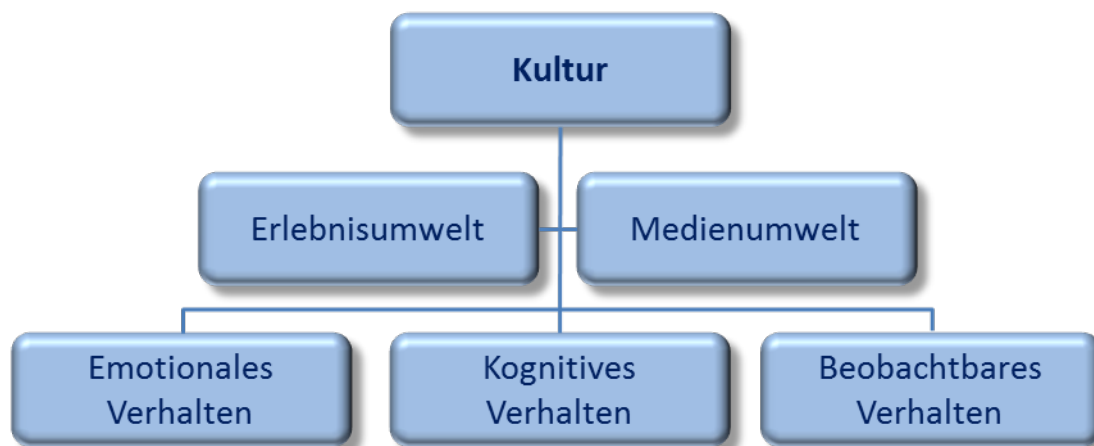 Kultur
Erlebnisumwelt
Medienumwelt
Emotionales
Verhalten
Kognitives
Verhalten
Beobachtbares
Verhalten